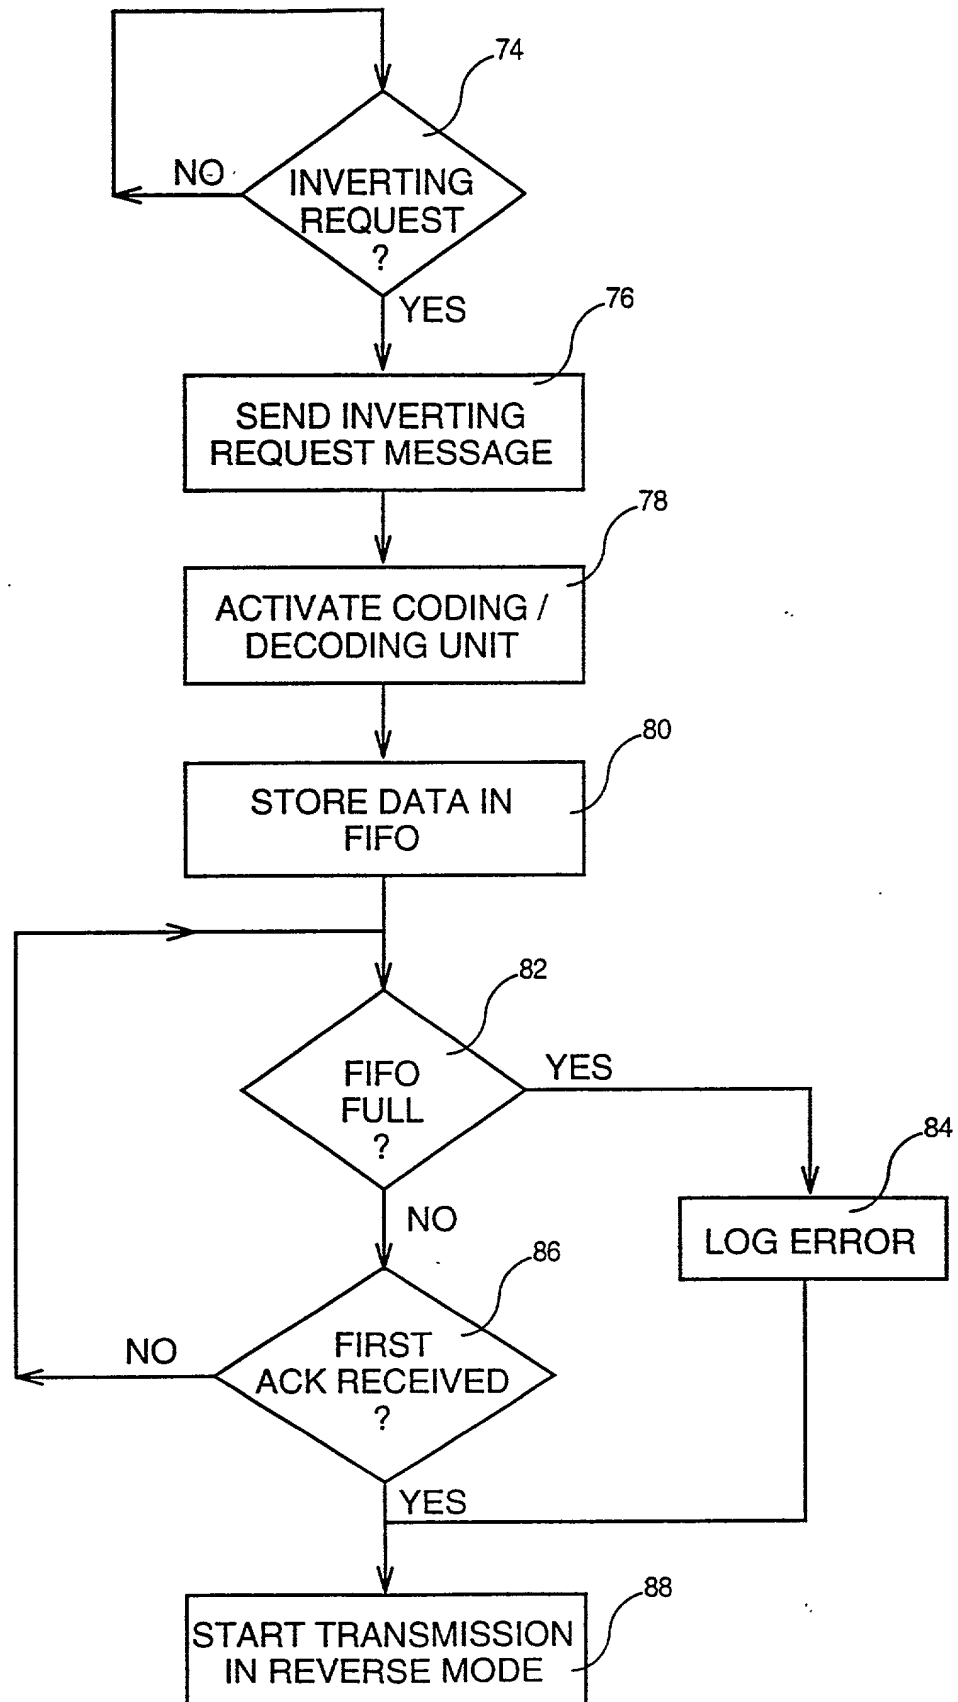 74
NO
INVERTING
REQUEST
?
YES
76
SEND INVERTING
REQUEST MESSAGE
78
ACTIVATE CODING /
DECODING UNIT
80
STORE DATA IN
FIFO
82
FIFO
FULL
?
YES
84
LOG ERROR
NO
86
FIRST
ACK RECEIVED
?
NO
YES
88
START TRANSMISSION
IN REVERSE MODE